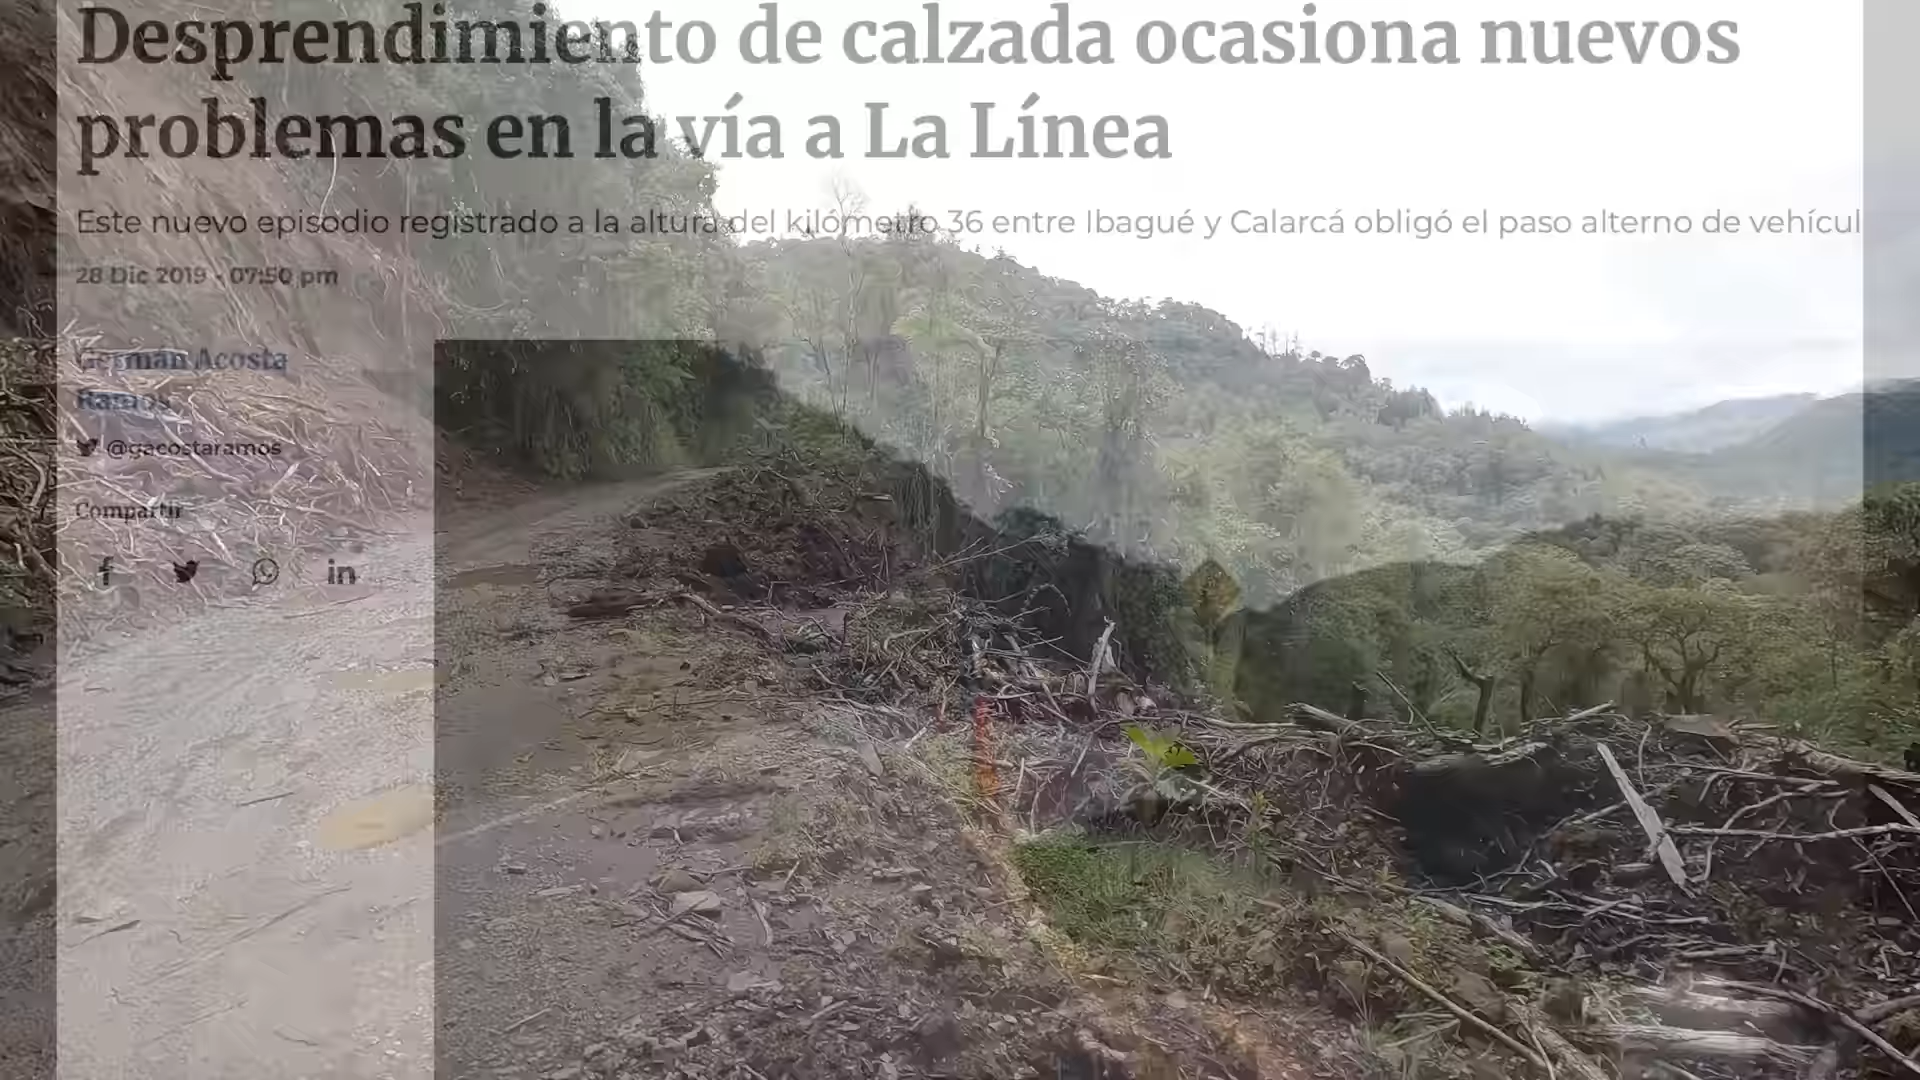 Desprendimiento de calzada ocasiona nuevos
problemas en la vía a La Línea
Este nuevo episodio registrado a la altura del kilómetro 36 entre Ibagué y Calarcá obligó el paso alterno de vehícul
28 Dic 2019 - 07:50 pm
Germán Acosta
Ramos
@gacostaramos
Compartir